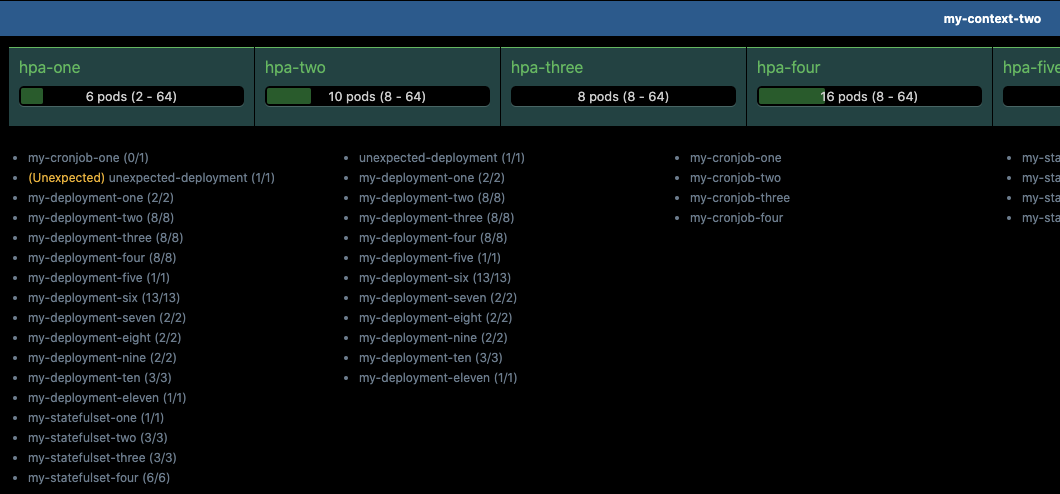 my-context-two
hpa-one
6 pods (2 - 64)
hpa-two
10 pods (8 - 64)
hpa-three
8 pods (8 - 64)
hpa-four
16 pods (8 - 64)
hpa-five
my-cronjob-one (0/1)
(Unexpected) unexpected-deployment (1/1)
my-deployment-one (2/2)
my-deployment-two (8/8)
my-deployment-three (8/8)
my-deployment-four (8/8)
my-deployment-five (1/1)
my-deployment-six (13/13)
my-deployment-seven (2/2)
my-deployment-eight (2/2)
my-deployment-nine (2/2)
my-deployment-ten (3/3)
my-deployment-eleven (1/1)
my-statefulset-one (1/1)
my-statefulset-two (3/3)
my-statefulset-three (3/3)
my-statefulset-four (6/6)
unexpected-deployment (1/1)
my-deployment-one (2/2)
my-deployment-two (8/8)
my-deployment-three (8/8)
my-deployment-four (8/8)
my-deployment-five (1/1)
my-deployment-six (13/13)
my-deployment-seven (2/2)
my-deployment-eight (2/2)
my-deployment-nine (2/2)
my-deployment-ten (3/3)
my-deployment-eleven (1/1)
my-cronjob-one
my-cronjob-two
my-cronjob-three
my-cronjob-four
my-sta
my-sta
my-sta
my-sta